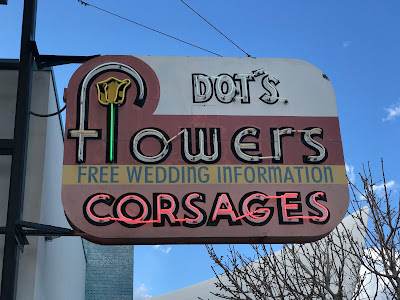 DOT'S
flowers
FREE WEDDING INFORMATION
CORSAGES